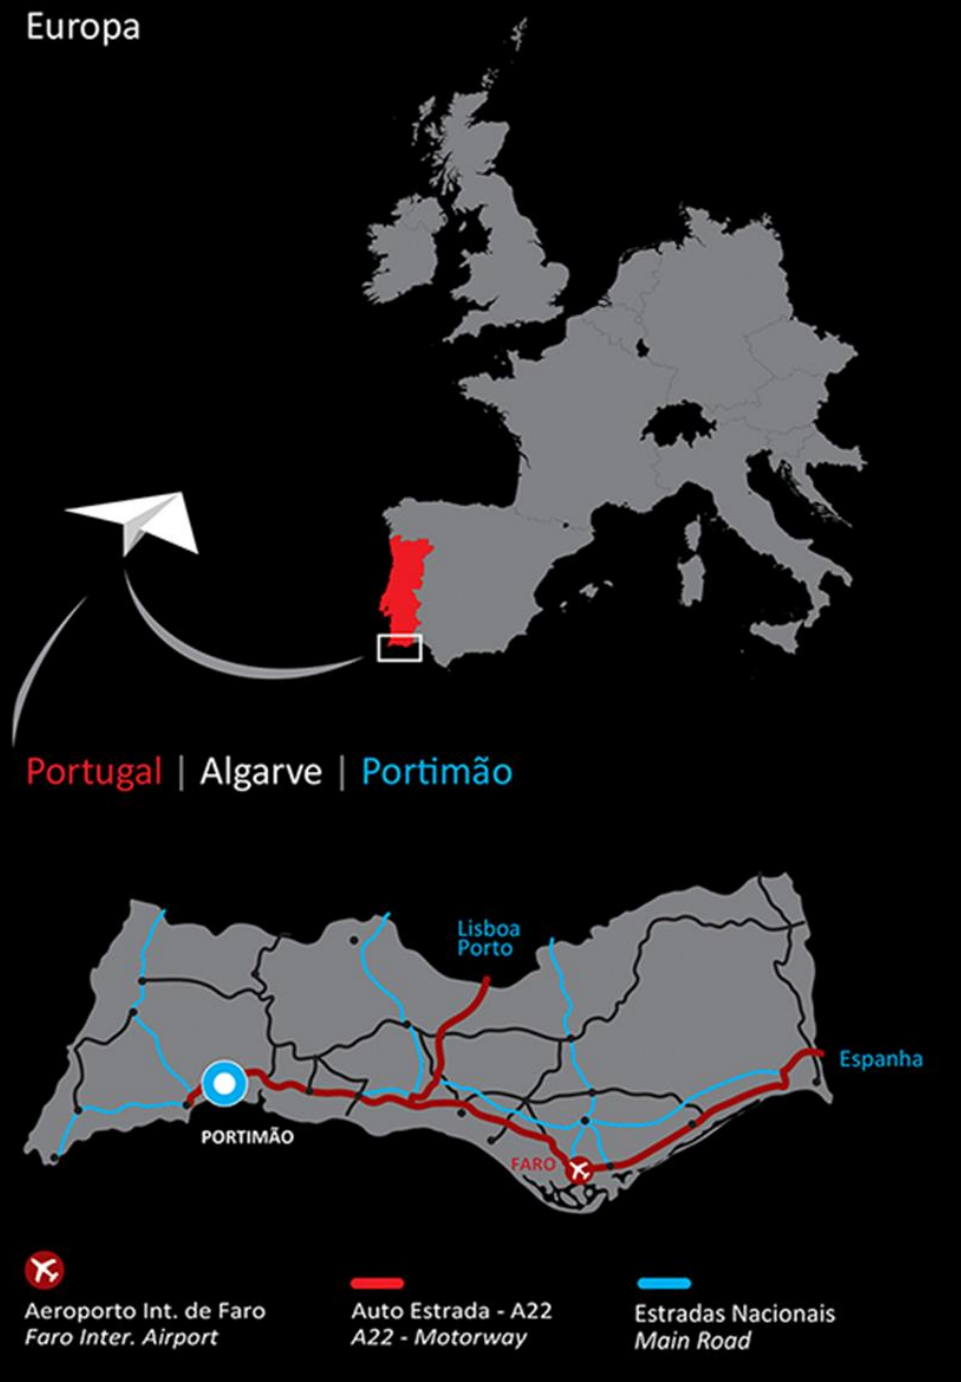 Europa
Portugal | Algarve | Portimão
Lisboa
Porto
Espanha
PORTIMÃO
FARO
Aeroporto Int. de Faro
Faro Inter. Airport
Auto Estrada - A22
A22 - Motorway
Estradas Nacionais
Main Road